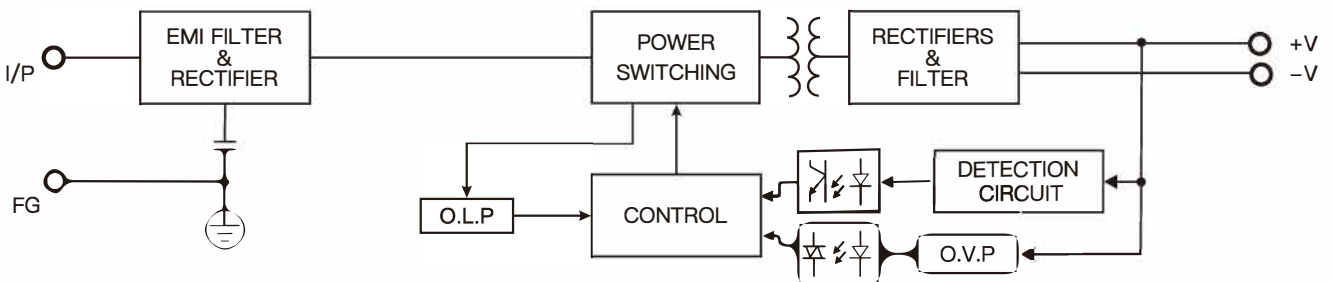 I/P
EMI FILTER
&
RECTIFIER
POWER
SWITCHING
RECTIFIERS
&
FILTER
+V
−V
FG
O.L.P
CONTROL
DETECTION
CIRCUIT
O.V.P